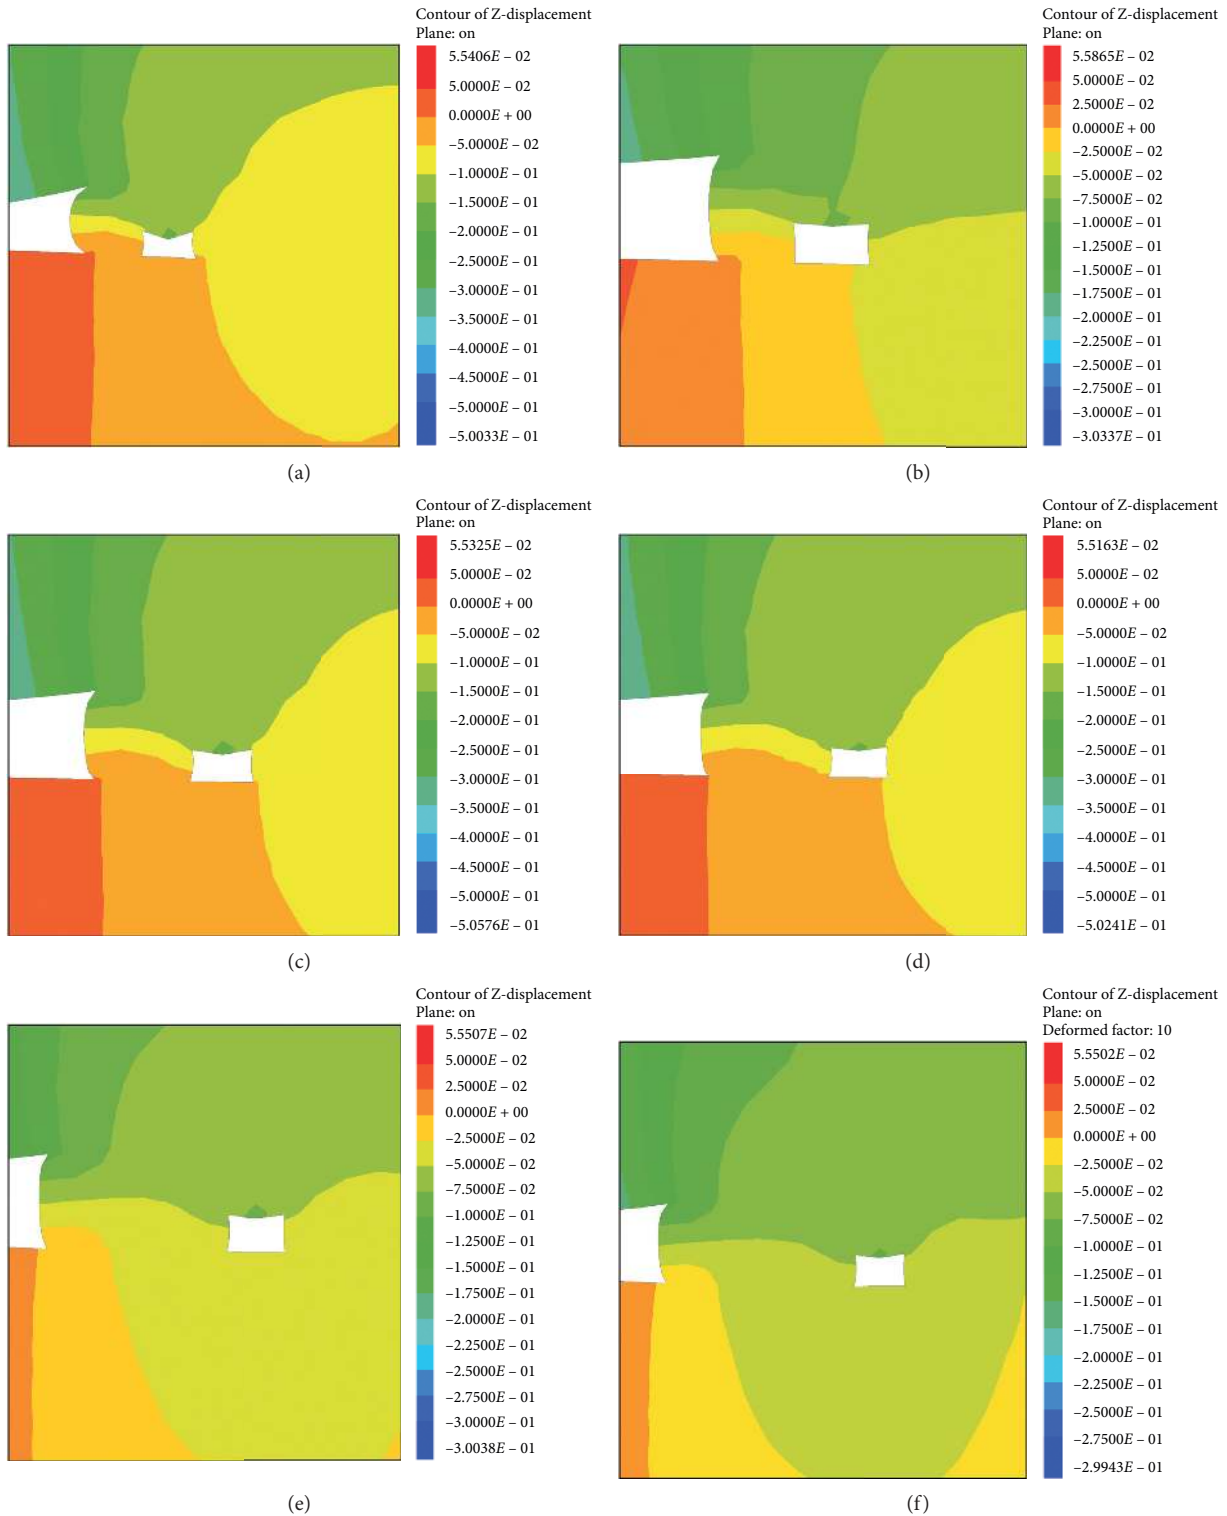 Contour of Z-displacement
Plane: on
5.5406E – 02
5.0000E – 02
0.0000E + 00
–5.0000E – 02
–1.0000E – 01
–1.5000E – 01
–2.0000E – 01
–2.5000E – 01
–3.0000E – 01
–3.5000E – 01
–4.0000E – 01
–4.5000E – 01
–5.0000E – 01
–5.0033E – 01
(a)
Contour of Z-displacement
Plane: on
5.5865E – 02
5.0000E – 02
2.5000E – 02
0.0000E + 00
–2.5000E – 02
–5.0000E – 02
–7.5000E – 02
–1.0000E – 01
–1.2500E – 01
–1.5000E – 01
–1.7500E – 01
–2.0000E – 01
–2.2500E – 01
–2.5000E – 01
–2.7500E – 01
–3.0000E – 01
–3.0337E – 01
(b)
Contour of Z-displacement
Plane: on
5.5325E – 02
5.0000E – 02
0.0000E + 00
–5.0000E – 02
–1.0000E – 01
–1.5000E – 01
–2.0000E – 01
–2.5000E – 01
–3.0000E – 01
–3.5000E – 01
–4.0000E – 01
–4.5000E – 01
–5.0000E – 01
–5.0576E – 01
(c)
Contour of Z-displacement
Plane: on
5.5163E – 02
5.0000E – 02
0.0000E + 00
–5.0000E – 02
–1.0000E – 01
–1.5000E – 01
–2.0000E – 01
–2.5000E – 01
–3.0000E – 01
–3.5000E – 01
–4.0000E – 01
–4.5000E – 01
–5.0000E – 01
–5.0241E – 01
(d)
Contour of Z-displacement
Plane: on
5.5507E – 02
5.0000E – 02
2.5000E – 02
0.0000E + 00
–2.5000E – 02
–5.0000E – 02
–7.5000E – 02
–1.0000E – 01
–1.2500E – 01
–1.5000E – 01
–1.7500E – 01
–2.0000E – 01
–2.2500E – 01
–2.5000E – 01
–2.7500E – 01
–3.0000E – 01
–3.0038E – 01
(e)
Contour of Z-displacement
Plane: on
Deformed factor: 10
5.5502E – 02
5.0000E – 02
2.5000E – 02
0.0000E + 00
–2.5000E – 02
–5.0000E – 02
–7.5000E – 02
–1.0000E – 01
–1.2500E – 01
–1.5000E – 01
–1.7500E – 01
–2.0000E – 01
–2.2500E – 01
–2.5000E – 01
–2.7500E – 01
–2.9943E – 01
(f)